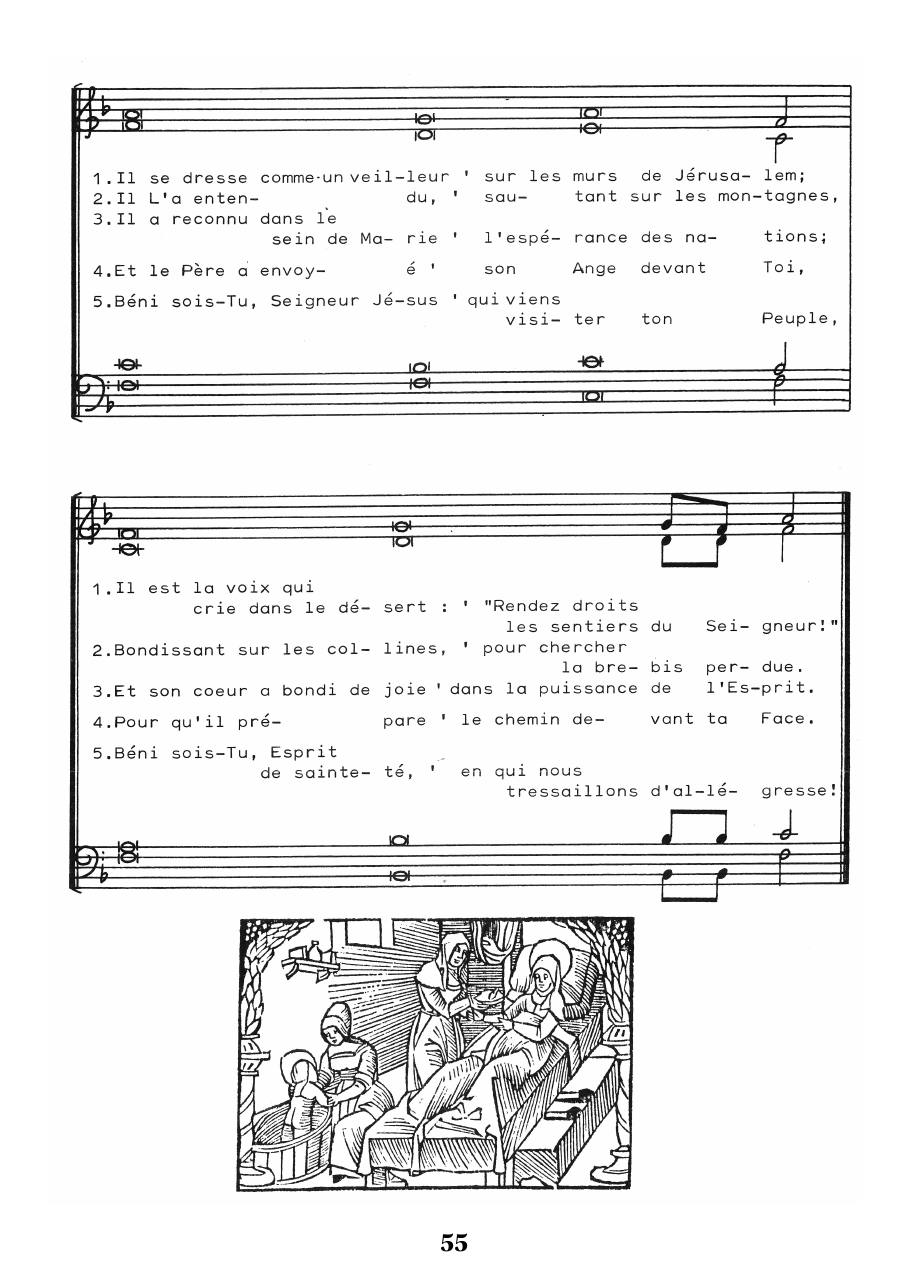 1.Il se dresse comme un veil-leur ' sur les murs de Jérusa- lem;
2.Il L'a enten- du, ' sau- tant sur les mon-tagnes,
3.Il a reconnu dans le
sein de Ma- rie ' l'espé- rance des na- tions;
4.Et le Père a envoy- é ' son Ange devant Toi,
5.Béni sois-Tu, Seigneur Jé-sus ' qui viens
visi- ter ton Peuple,
1.Il est la voix qui
crie dans le dé- sert : ' "Rendez droits
les sentiers du Sei- gneur!"
2.Bondissant sur les col- lines, ' pour chercher
la bre- bis per- due.
3.Et son coeur a bondi de joie ' dans la puissance de l'Es-prit.
4.Pour qu'il pré- pare ' le chemin de- vant ta Face.
5.Béni sois-Tu, Esprit
de sainte- té, ' en qui nous
tressaillons d'al-lé- gresse!
55